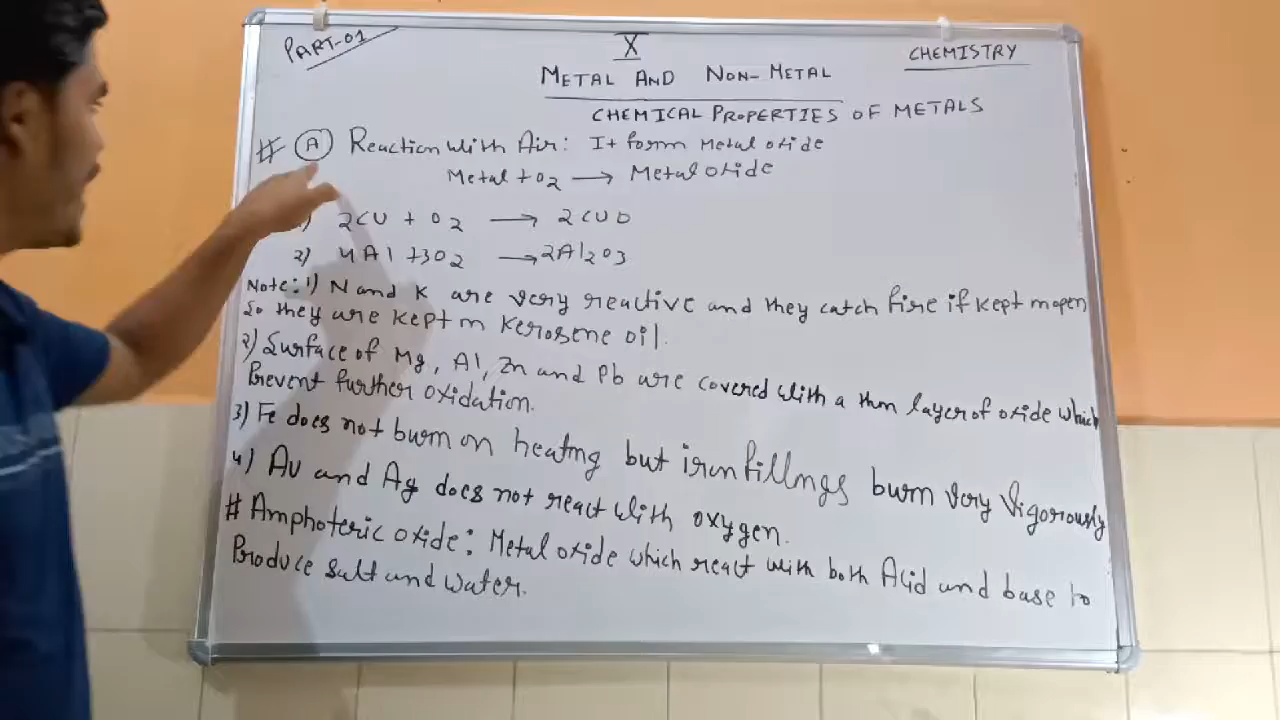 PART-01
X
CHEMISTRY
METAL AND NON-METAL
CHEMICAL PROPERTIES OF METALS
# A Reaction With Air: It form Metal oxide
Metal + O2 → Metal oxide
1) 2CU + O2 → 2CUO
2) 4Al + 3O2 → 2Al2O3
Note: 1) N and K are very reactive and they catch fire if kept in open
So they are kept in kerosene oil.
2) Surface of Mg, Al, Zn and Pb are covered with a thin layer of oxide which
Prevent further oxidation.
3) Fe does not burn on heating but iron fillings burn very vigorously
4) AU and Ag does not react with oxygen.
# Amphoteric oxide: Metal oxide which react with both Acid and base to
Produce salt and water.